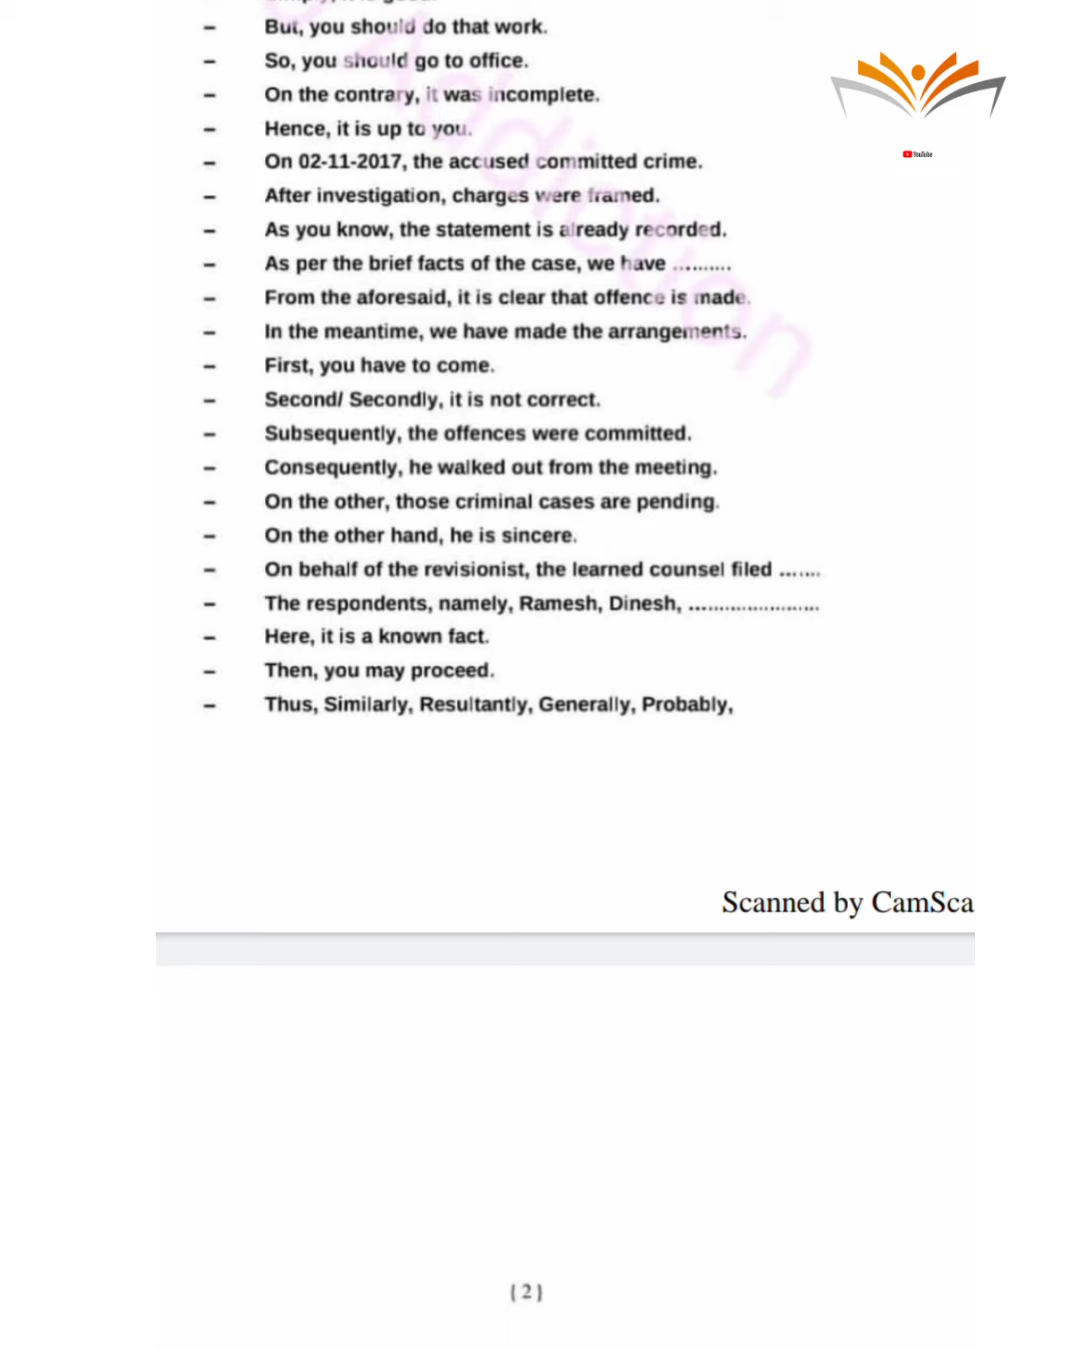 – But, you should do that work.
– So, you should go to office.
– On the contrary, it was incomplete.
– Hence, it is up to you.
– On 02-11-2017, the accused committed crime.
– After investigation, charges were framed.
– As you know, the statement is already recorded.
– As per the brief facts of the case, we have ..........
– From the aforesaid, it is clear that offence is made.
– In the meantime, we have made the arrangements.
– First, you have to come.
– Second/ Secondly, it is not correct.
– Subsequently, the offences were committed.
– Consequently, he walked out from the meeting.
– On the other, those criminal cases are pending.
– On the other hand, he is sincere.
– On behalf of the revisionist, the learned counsel filed .......
– The respondents, namely, Ramesh, Dinesh, ........................
– Here, it is a known fact.
– Then, you may proceed.
– Thus, Similarly, Resultantly, Generally, Probably,
Addiction
YouTube
Scanned by CamSca
{ 2 }